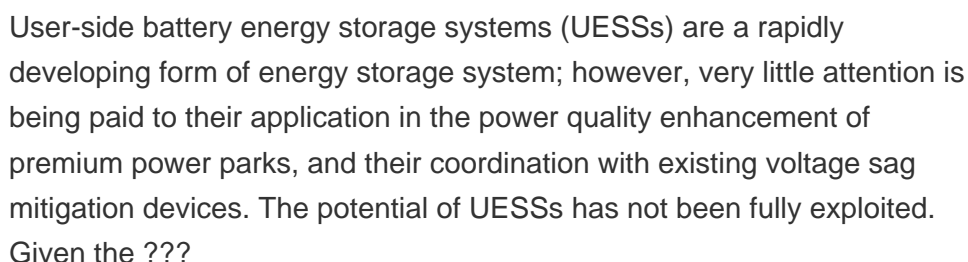 User-side battery energy storage systems (UESSs) are a rapidly
developing form of energy storage system; however, very little attention is
being paid to their application in the power quality enhancement of
premium power parks, and their coordination with existing voltage sag
mitigation devices. The potential of UESSs has not been fully exploited.
Given the ???